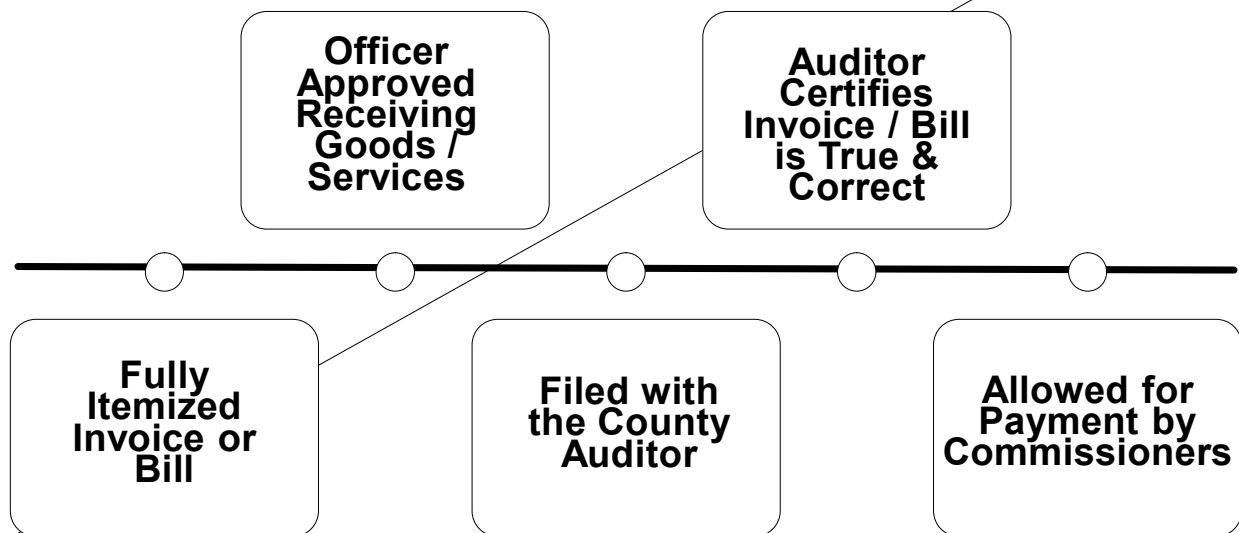 Officer
Approved
Receiving
Goods /
Services
Auditor
Certifies
Invoice / Bill
is True &
Correct
Fully
Itemized
Invoice or
Bill
Filed with
the County
Auditor
Allowed for
Payment by
Commissioners